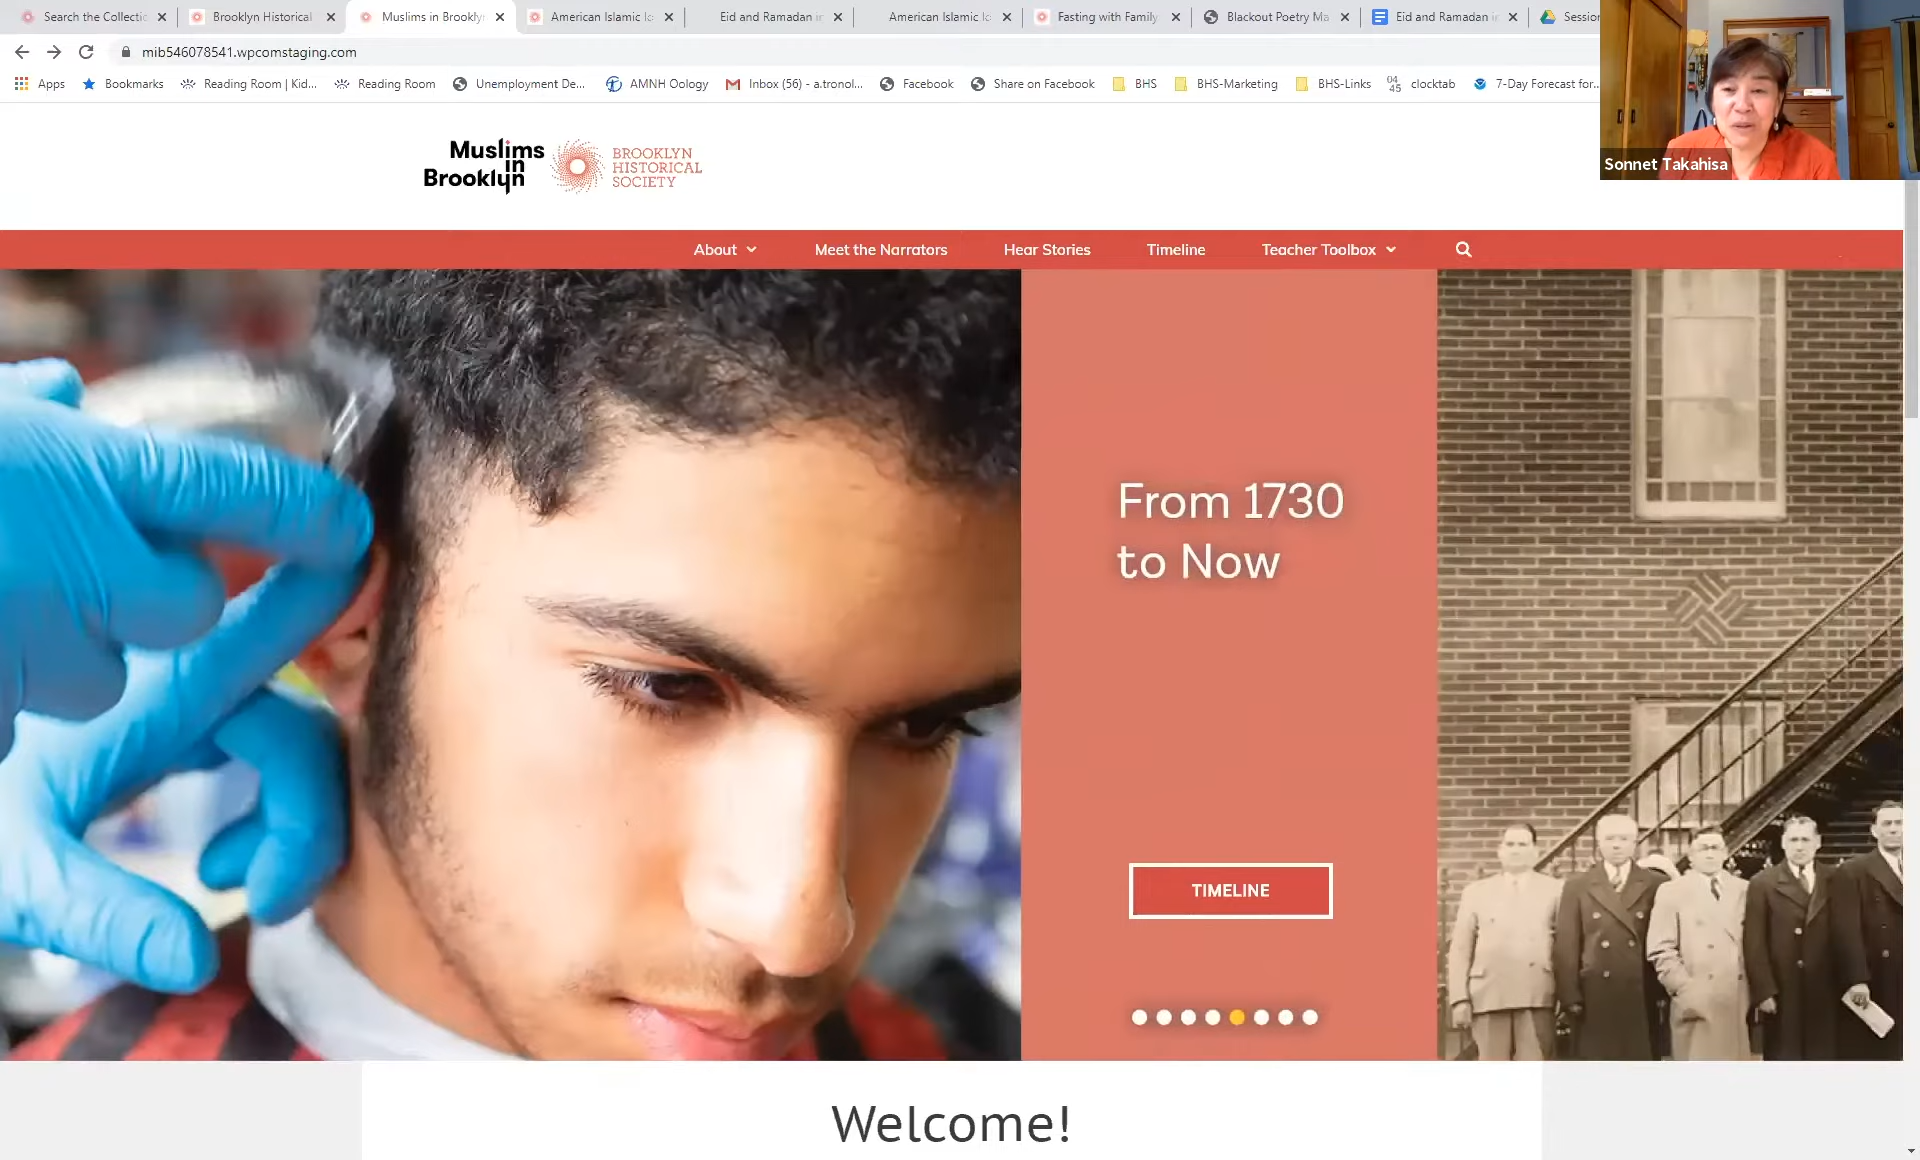 Search the Collectic
Brooklyn Historical
Muslims in Brookly
American Islamic Ic
Eid and Ramadan in
American Islamic Ic
Fasting with Family
Blackout Poetry Ma
Eid and Ramadan in
Session
mib546078541.wpcomstaging.com
Apps
Bookmarks
Reading Room | Kid...
Reading Room
Unemployment De...
AMNH Oology
Inbox (56) - a.tronol...
Facebook
Share on Facebook
BHS
BHS-Marketing
BHS-Links
04
45
clocktab
7-Day Forecast for...
Sonnet Takahisa
Muslims
in
Brooklyn
BROOKLYN
HISTORICAL
SOCIETY
About
Meet the Narrators
Hear Stories
Timeline
Teacher Toolbox
From 1730
to Now
TIMELINE
Welcome!